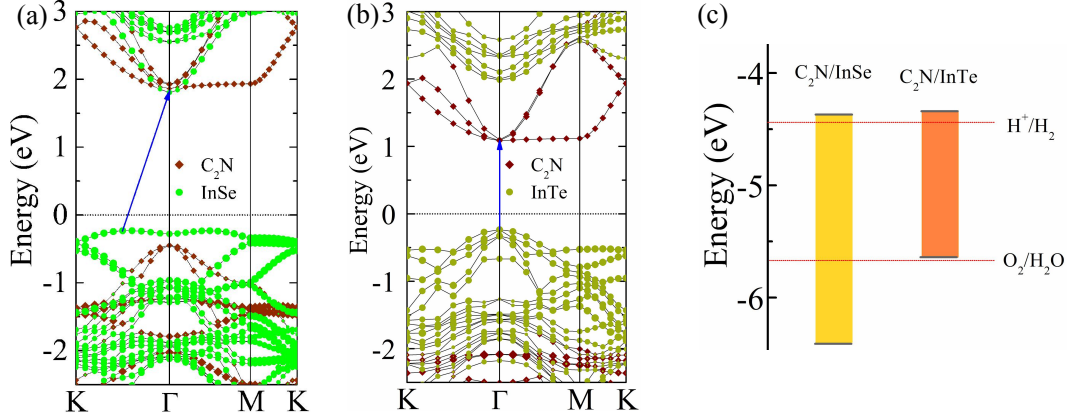 (a)
3
2
1
0
-1
-2
Energy (eV)
C₂N
InSe
K Γ M K
(b)
3
2
1
0
-1
-2
Energy (eV)
C₂N
InTe
K Γ M K
(c)
-4
-5
-6
Energy (eV)
C₂N/InSe
C₂N/InTe
H⁺/H₂
O₂/H₂O